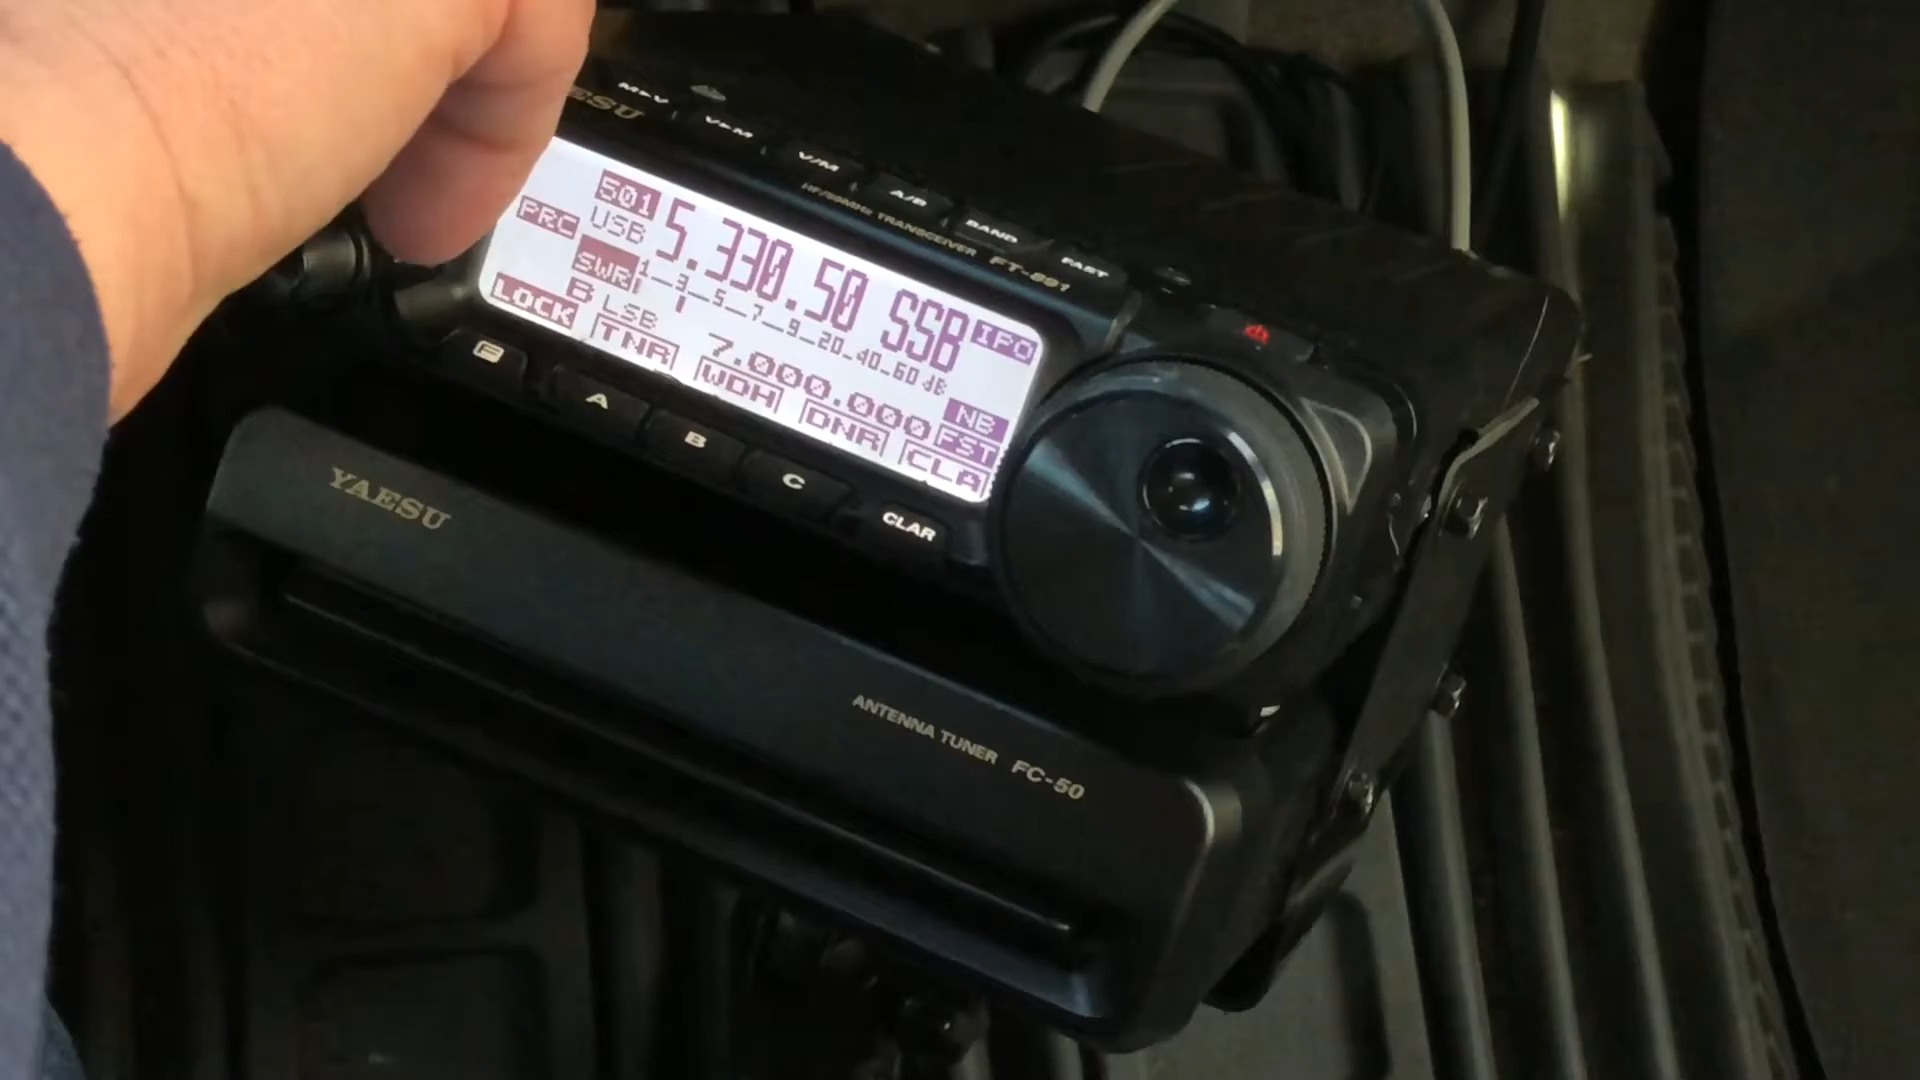 M▸V
V▸M
V/M
A/B
BAND
FAST
ESU
HF/50MHz TRANSCEIVER FT-891
501
PRC
USB
5.330.50 SSB
IPO
SWR
1 3 5 7 9 20 40 60 dB
LOCK
B LSB
7.000.000
NB
FST
TNR
WDH
DNR
CLA
F
A
B
C
CLAR
YAESU
ANTENNA TUNER FC-50